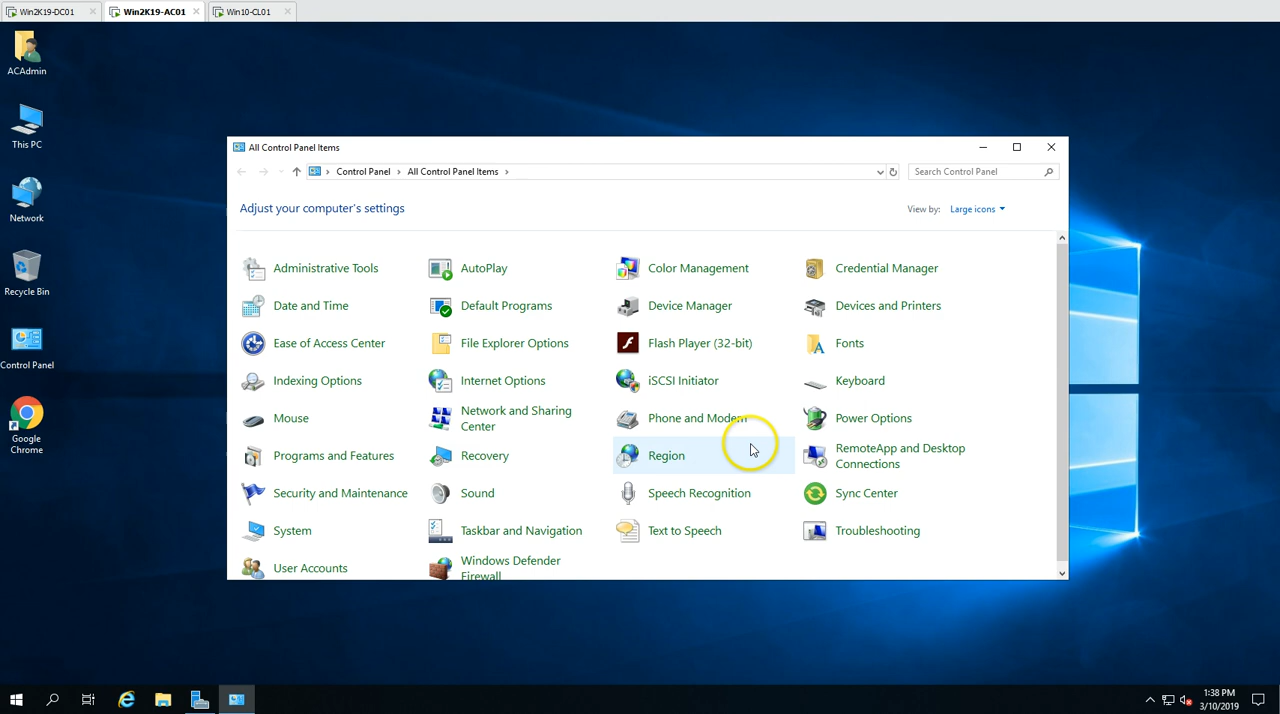 Win2K19-DC01
Win2K19-AC01
Win10-CL01
ACAdmin
This PC
Network
Recycle Bin
Control Panel
Google
Chrome
All Control Panel Items
Control Panel > All Control Panel Items >
Search Control Panel
Adjust your computer's settings
View by: Large icons
Administrative Tools
AutoPlay
Color Management
Credential Manager
Date and Time
Default Programs
Device Manager
Devices and Printers
Ease of Access Center
File Explorer Options
Flash Player (32-bit)
Fonts
Indexing Options
Internet Options
iSCSI Initiator
Keyboard
Mouse
Network and Sharing
Center
Phone and Modem
Power Options
Programs and Features
Recovery
Region
RemoteApp and Desktop
Connections
Security and Maintenance
Sound
Speech Recognition
Sync Center
System
Taskbar and Navigation
Text to Speech
Troubleshooting
User Accounts
Windows Defender
Firewall
1:38 PM
3/10/2019